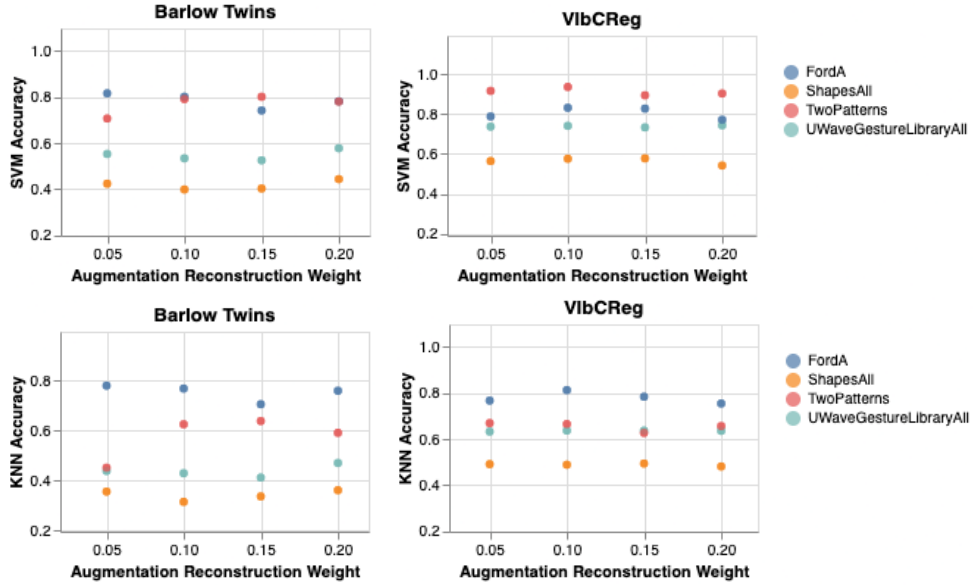 Barlow Twins
1.0
0.8
0.6
0.4
0.2
SVM Accuracy
0.05 0.10 0.15 0.20
Augmentation Reconstruction Weight
VIbCReg
1.0
0.8
0.6
0.4
0.2
SVM Accuracy
0.05 0.10 0.15 0.20
Augmentation Reconstruction Weight
FordA
ShapesAll
TwoPatterns
UWaveGestureLibraryAll
Barlow Twins
0.8
0.6
0.4
0.2
KNN Accuracy
0.05 0.10 0.15 0.20
Augmentation Reconstruction Weight
VIbCReg
1.0
0.8
0.6
0.4
0.2
KNN Accuracy
0.05 0.10 0.15 0.20
Augmentation Reconstruction Weight
FordA
ShapesAll
TwoPatterns
UWaveGestureLibraryAll